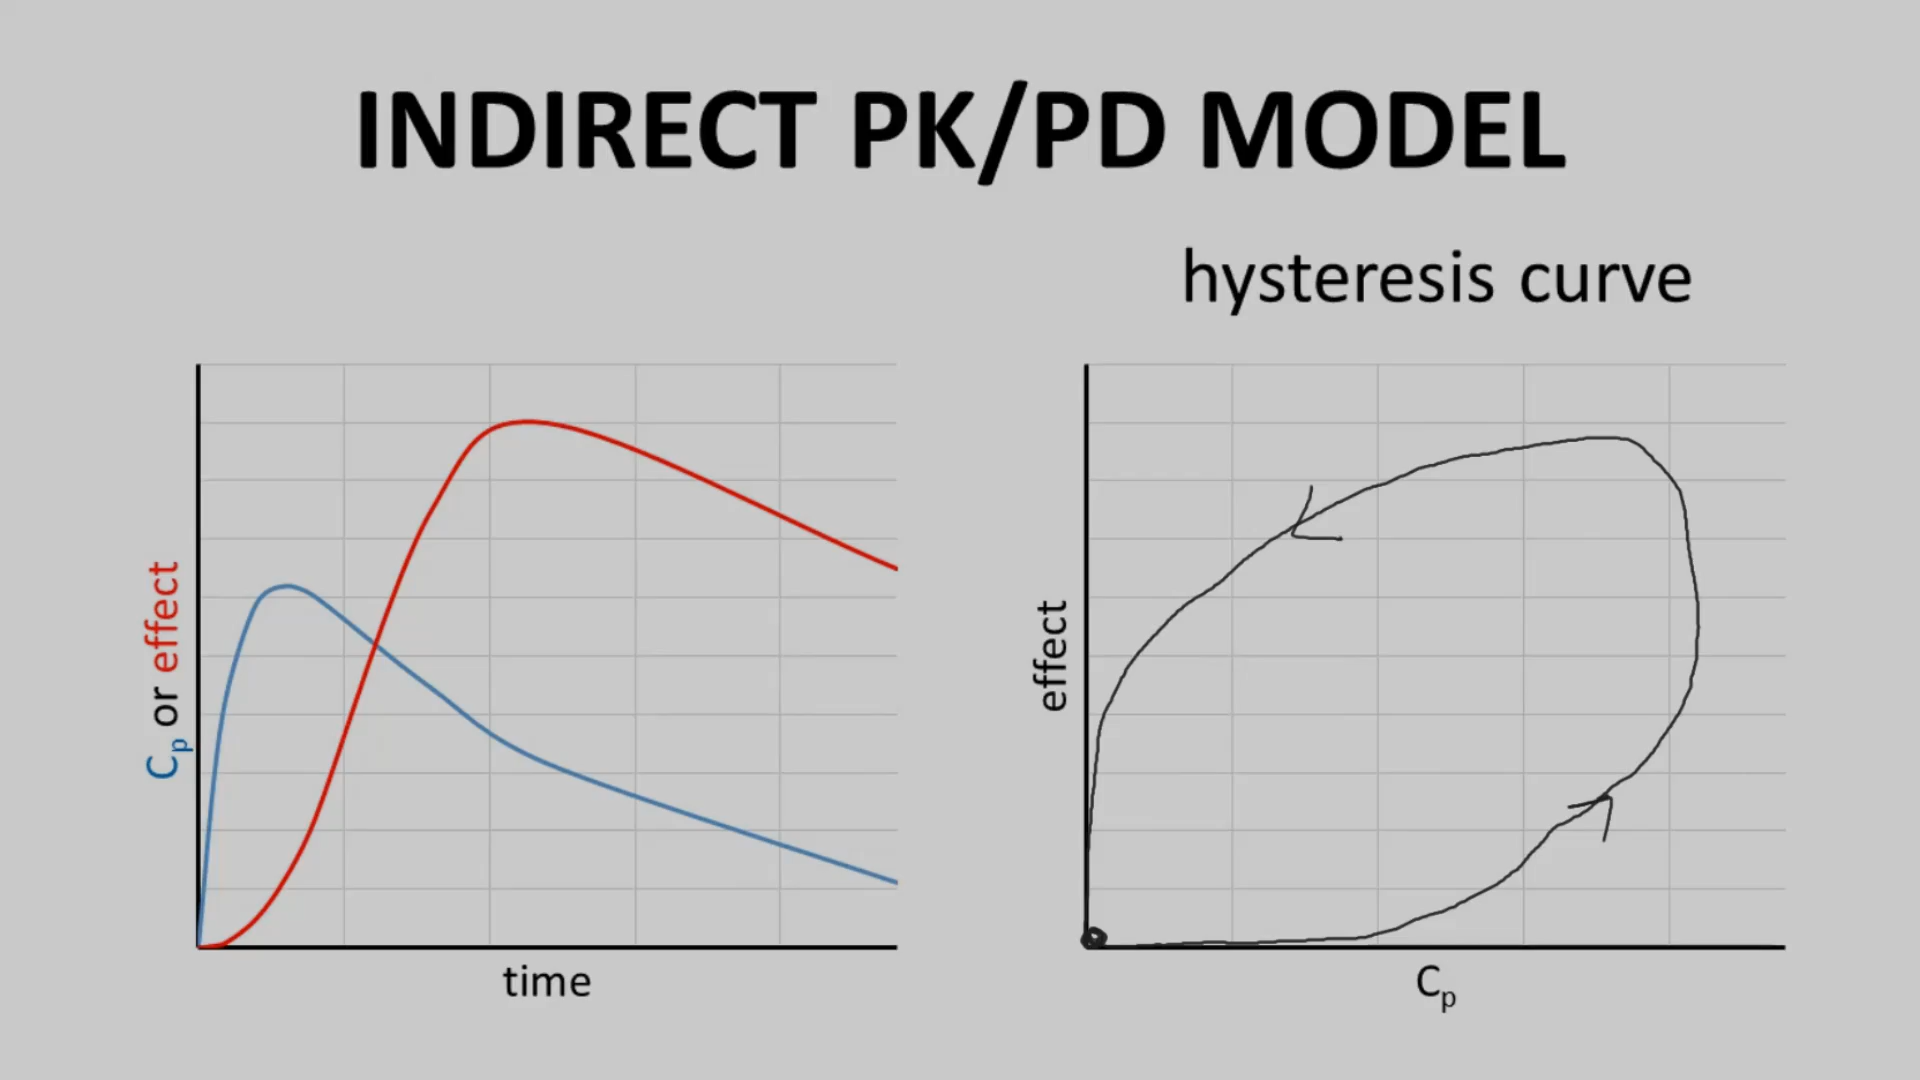 INDIRECT PK/PD MODEL
hysteresis curve
Cp or effect
time
effect
Cp